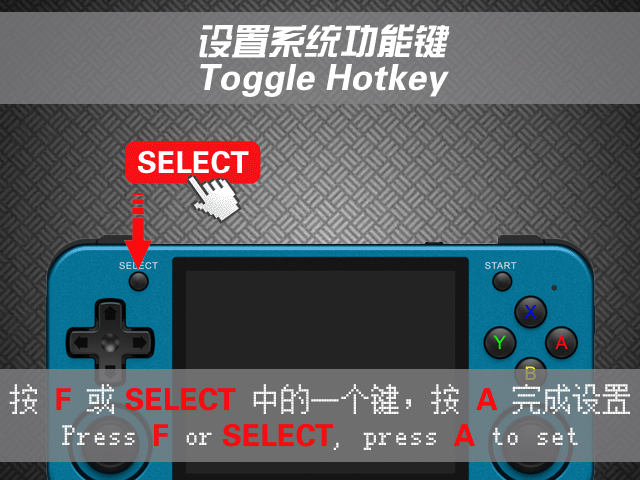 设置系统功能键
Toggle Hotkey
SELECT
SELECT
START
X
Y
A
B
按 F 或 SELECT 中的一个键，按 A 完成设置
Press F or SELECT, press A to set